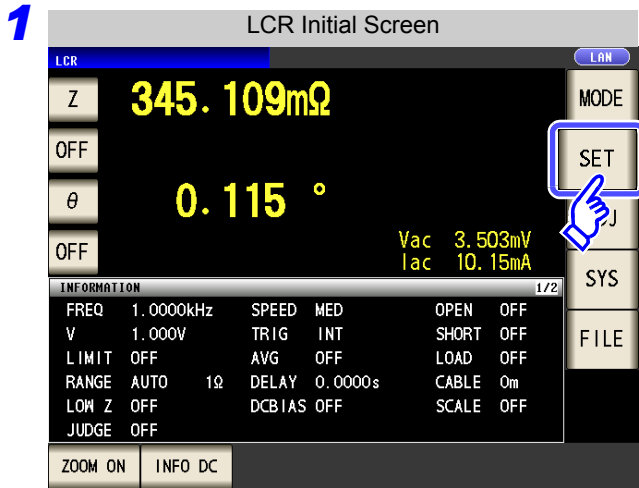 1
LCR Initial Screen
LCR
LAN
Z 345.109mΩ
MODE
OFF
SET
θ 0.115 °
OFF
Vac 3.503mV
Iac 10.15mA
SYS
INFORMATION 1/2
FREQ 1.0000kHz SPEED MED OPEN OFF
V 1.000V TRIG INT SHORT OFF
FILE
LIMIT OFF AVG OFF LOAD OFF
RANGE AUTO 1Ω DELAY 0.0000s CABLE 0m
LOW Z OFF DCBIAS OFF SCALE OFF
JUDGE OFF
ZOOM ON INFO DC